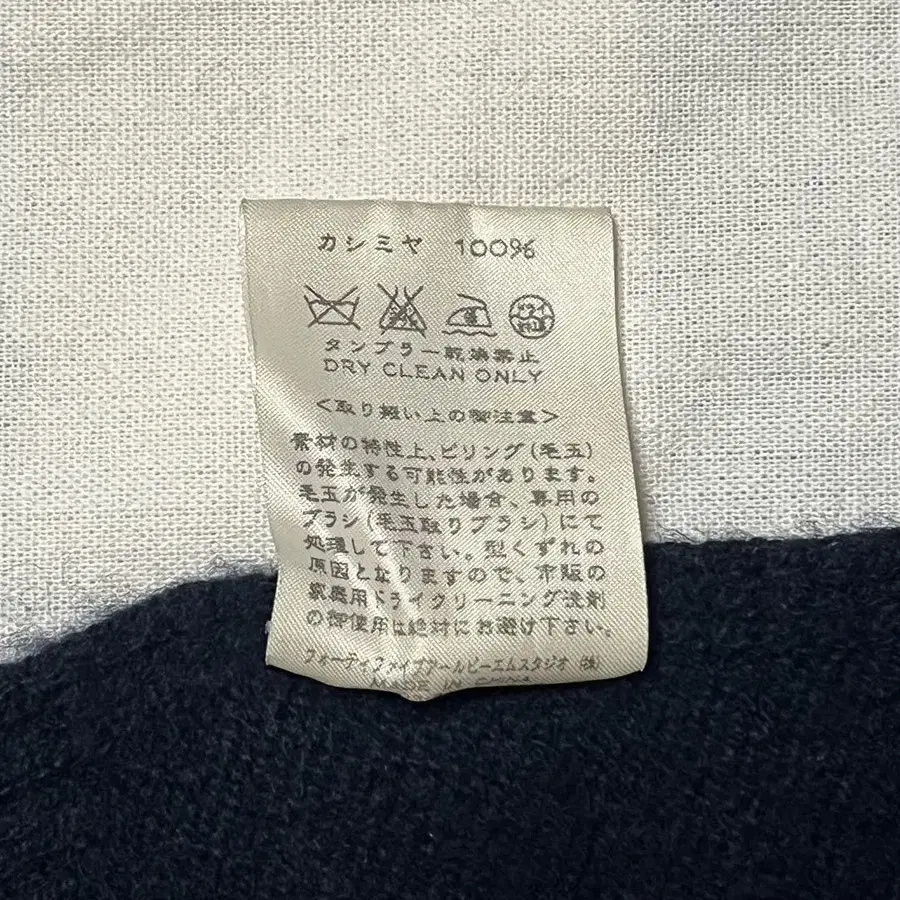 カシミヤ 100%
ドライ
タンブラー乾燥禁止
DRY CLEAN ONLY
<取り扱い上の御注意>
素材の特性上、ピリング(毛玉)
の発生する可能性があります。
毛玉が発生した場合、専用の
ブラシ(毛玉取りブラシ)にて
処理して下さい。型くずれの
原因となりますので、市販の
家庭用ドライクリーニング洗剤
の御使用は絶対にお避け下さい。
フォーティファイブアールピーエムスタジオ (株)
MADE IN CHINA